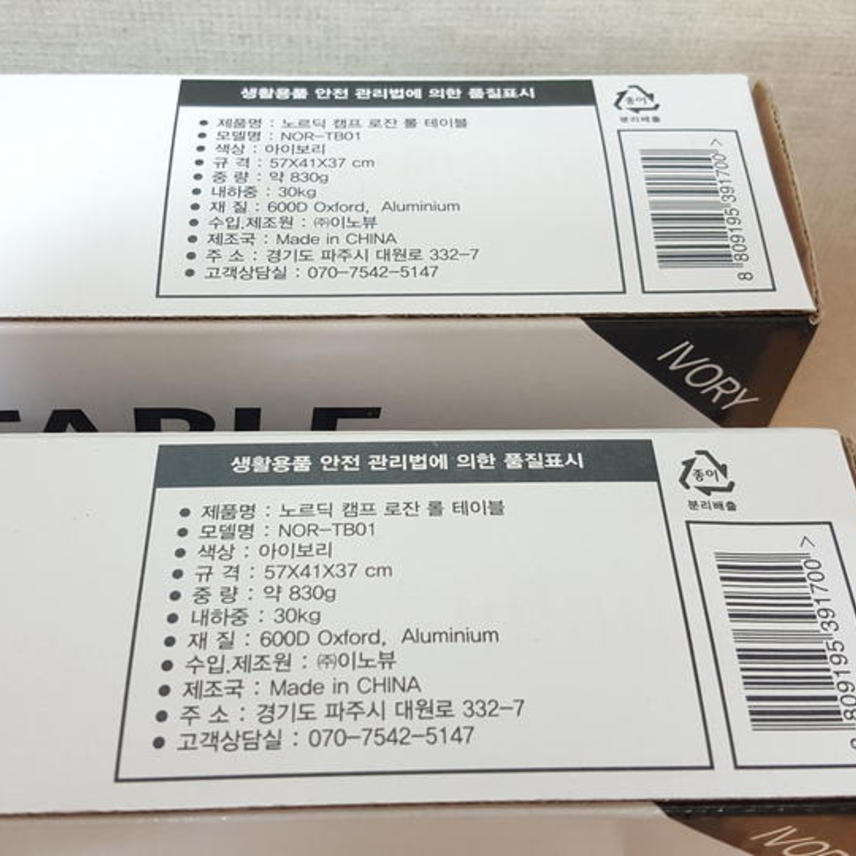 생활용품 안전 관리법에 의한 품질표시
● 제품명 : 노르딕 캠프 로잔 롤 테이블
● 모델명 : NOR-TB01
● 색상 : 아이보리
● 규 격 : 57X41X37 cm
● 중 량 : 약 830g
● 내하중 : 30kg
● 재 질 : 600D Oxford, Aluminium
● 수입.제조원 : ㈜이노뷰
● 제조국 : Made in CHINA
● 주 소 : 경기도 파주시 대원로 332-7
● 고객상담실 : 070-7542-5147
종이
분리배출
8 809195 391700 >
IVORY
TABLE
생활용품 안전 관리법에 의한 품질표시
● 제품명 : 노르딕 캠프 로잔 롤 테이블
● 모델명 : NOR-TB01
● 색상 : 아이보리
● 규 격 : 57X41X37 cm
● 중 량 : 약 830g
● 내하중 : 30kg
● 재 질 : 600D Oxford, Aluminium
● 수입.제조원 : ㈜이노뷰
● 제조국 : Made in CHINA
● 주 소 : 경기도 파주시 대원로 332-7
● 고객상담실 : 070-7542-5147
종이
분리배출
8 809195 391700 >
IVORY